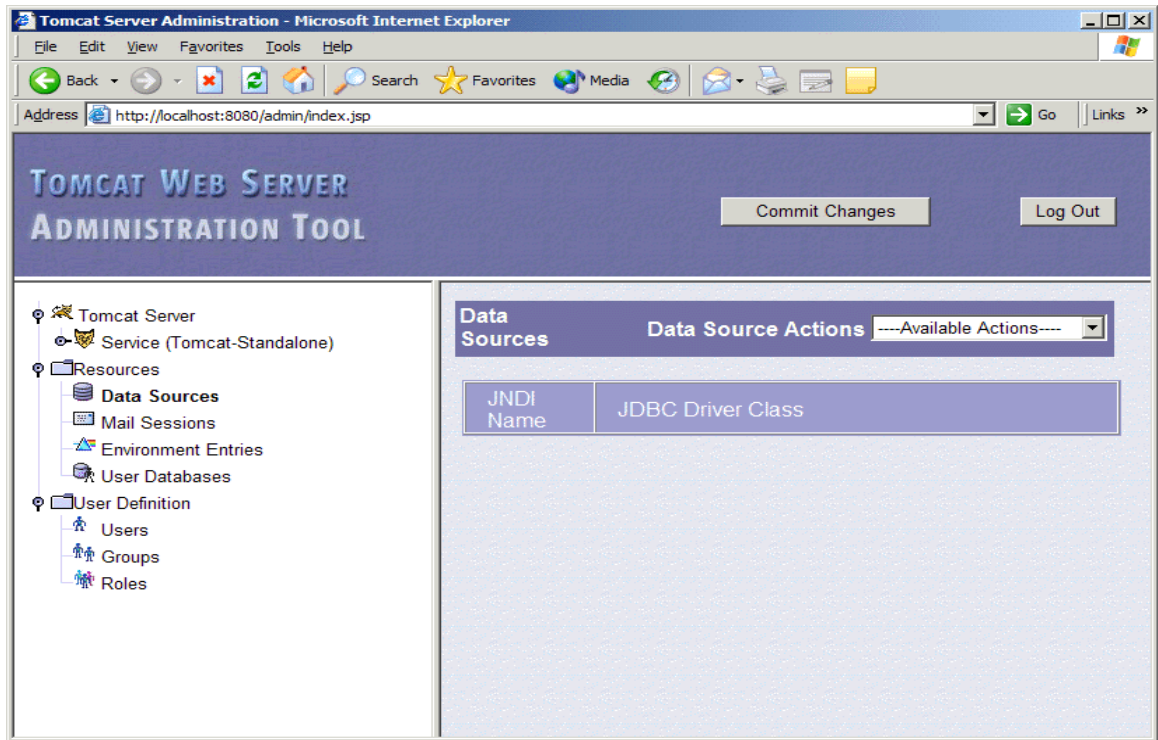 Tomcat Server Administration - Microsoft Internet Explorer
File Edit View Favorites Tools Help
Back Search Favorites Media
Address http://localhost:8080/admin/index.jsp Go Links »
TOMCAT WEB SERVER
ADMINISTRATION TOOL
Commit Changes Log Out
Tomcat Server
Service (Tomcat-Standalone)
Resources
Data Sources
Mail Sessions
Environment Entries
User Databases
User Definition
Users
Groups
Roles
Data
Sources
Data Source Actions ----Available Actions----
JNDI
Name
JDBC Driver Class